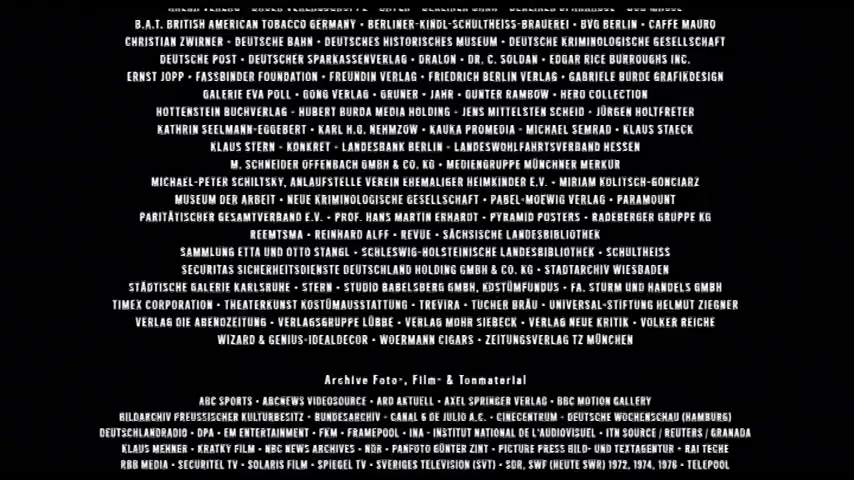 B.A.T. BRITISH AMERICAN TOBACCO GERMANY • BERLINER-KINDL-SCHULTHEISS-BRAUEREI • BVG BERLIN • CAFFE MAURO
CHRISTIAN ZWIRNER • DEUTSCHE BAHN • DEUTSCHES HISTORISCHES MUSEUM • DEUTSCHE KRIMINOLOGISCHE GESELLSCHAFT
DEUTSCHE POST • DEUTSCHER SPARKASSENVERLAG • DRALON • DR. C. SOLDAN • EDGAR RICE BURROUGHS INC.
ERNST JOPP • FASSBINDER FOUNDATION • FREUNDIN VERLAG • FRIEDRICH BERLIN VERLAG • GABRIELE BURDE GRAFIKDESIGN
GALERIE EVA POLL • GONG VERLAG • GRUNER + JAHR • GUNTER RAMBOW • HERO COLLECTION
HOTTENSTEIN BUCHVERLAG • HUBERT BURDA MEDIA HOLDING • JENS MITTELSTEN SCHEID • JÜRGEN HOLTFRETER
KATHRIN SEELMANN-EGGEBERT • KARL H.G. NEHMZOW • KAUKA PROMEDIA • MICHAEL SEMRAD • KLAUS STAECK
KLAUS STERN • KONKRET • LANDESBANK BERLIN • LANDESWOHLFAHRTSVERBAND HESSEN
M. SCHNEIDER OFFENBACH GMBH & CO. KG • MEDIENGRUPPE MÜNCHNER MERKUR
MICHAEL-PETER SCHILTSKY, ANLAUFSTELLE VEREIN EHEMALIGER HEIMKINDER E.V. • MIRIAM KOLITSCH-GONCIARZ
MUSEUM DER ARBEIT • NEUE KRIMINOLOGISCHE GESELLSCHAFT • PABEL-MOEWIG VERLAG • PARAMOUNT
PARITÄTISCHER GESAMTVERBAND E.V. • PROF. HANS MARTIN ERHARDT • PYRAMID POSTERS • RADEBERGER GRUPPE KG
REEMTSMA • REINHARD ALFF • REVUE • SÄCHSISCHE LANDESBIBLIOTHEK
SAMMLUNG ETTA UND OTTO STANGL • SCHLESWIG-HOLSTEINISCHE LANDESBIBLIOTHEK • SCHULTHEISS
SECURITAS SICHERHEITSDIENSTE DEUTSCHLAND HOLDING GMBH & CO. KG • STADTARCHIV WIESBADEN
STÄDTISCHE GALERIE KARLSRUHE • STERN • STUDIO BABELSBERG GMBH, KOSTÜMFUNDUS • FA. STURM UND HANDELS GMBH
TIMEX CORPORATION • THEATERKUNST KOSTÜMAUSSTATTUNG • TREVIRA • TUCHER BRÄU • UNIVERSAL-STIFTUNG HELMUT ZIEGNER
VERLAG DIE ABENDZEITUNG • VERLAGSGRUPPE LÜBBE • VERLAG MOHR SIEBECK • VERLAG NEUE KRITIK • VOLKER REICHE
WIZARD & GENIUS-IDEALDECOR • WOERMANN CIGARS • ZEITUNGSVERLAG TZ MÜNCHEN
Archive Foto-, Film- & Tonmaterial
ABC SPORTS • ABCNEWS VIDEOSOURCE • ARD AKTUELL • AXEL SPRINGER VERLAG • BBC MOTION GALLERY
BILDARCHIV PREUSSISCHER KULTURBESITZ • BUNDESARCHIV • CANAL 6 DE JULIO A.C. • CINECENTRUM • DEUTSCHE WOCHENSCHAU (HAMBURG)
DEUTSCHLANDRADIO • DPA • EM ENTERTAINMENT • FKM • FRAMEPOOL • INA - INSTITUT NATIONAL DE L'AUDIOVISUEL • ITN SOURCE / REUTERS / GRANADA
KLAUS MEHNER • KRATKY FILM • NBC NEWS ARCHIVES • NDR • PANFOTO GÜNTER ZINT • PICTURE PRESS BILD- UND TEXTAGENTUR • RAI TECHE
RBB MEDIA • SECURITEL TV • SOLARIS FILM • SPIEGEL TV • SVERIGES TELEVISION (SVT) • SDR, SWF (HEUTE SWR) 1972, 1974, 1976 • TELEPOOL